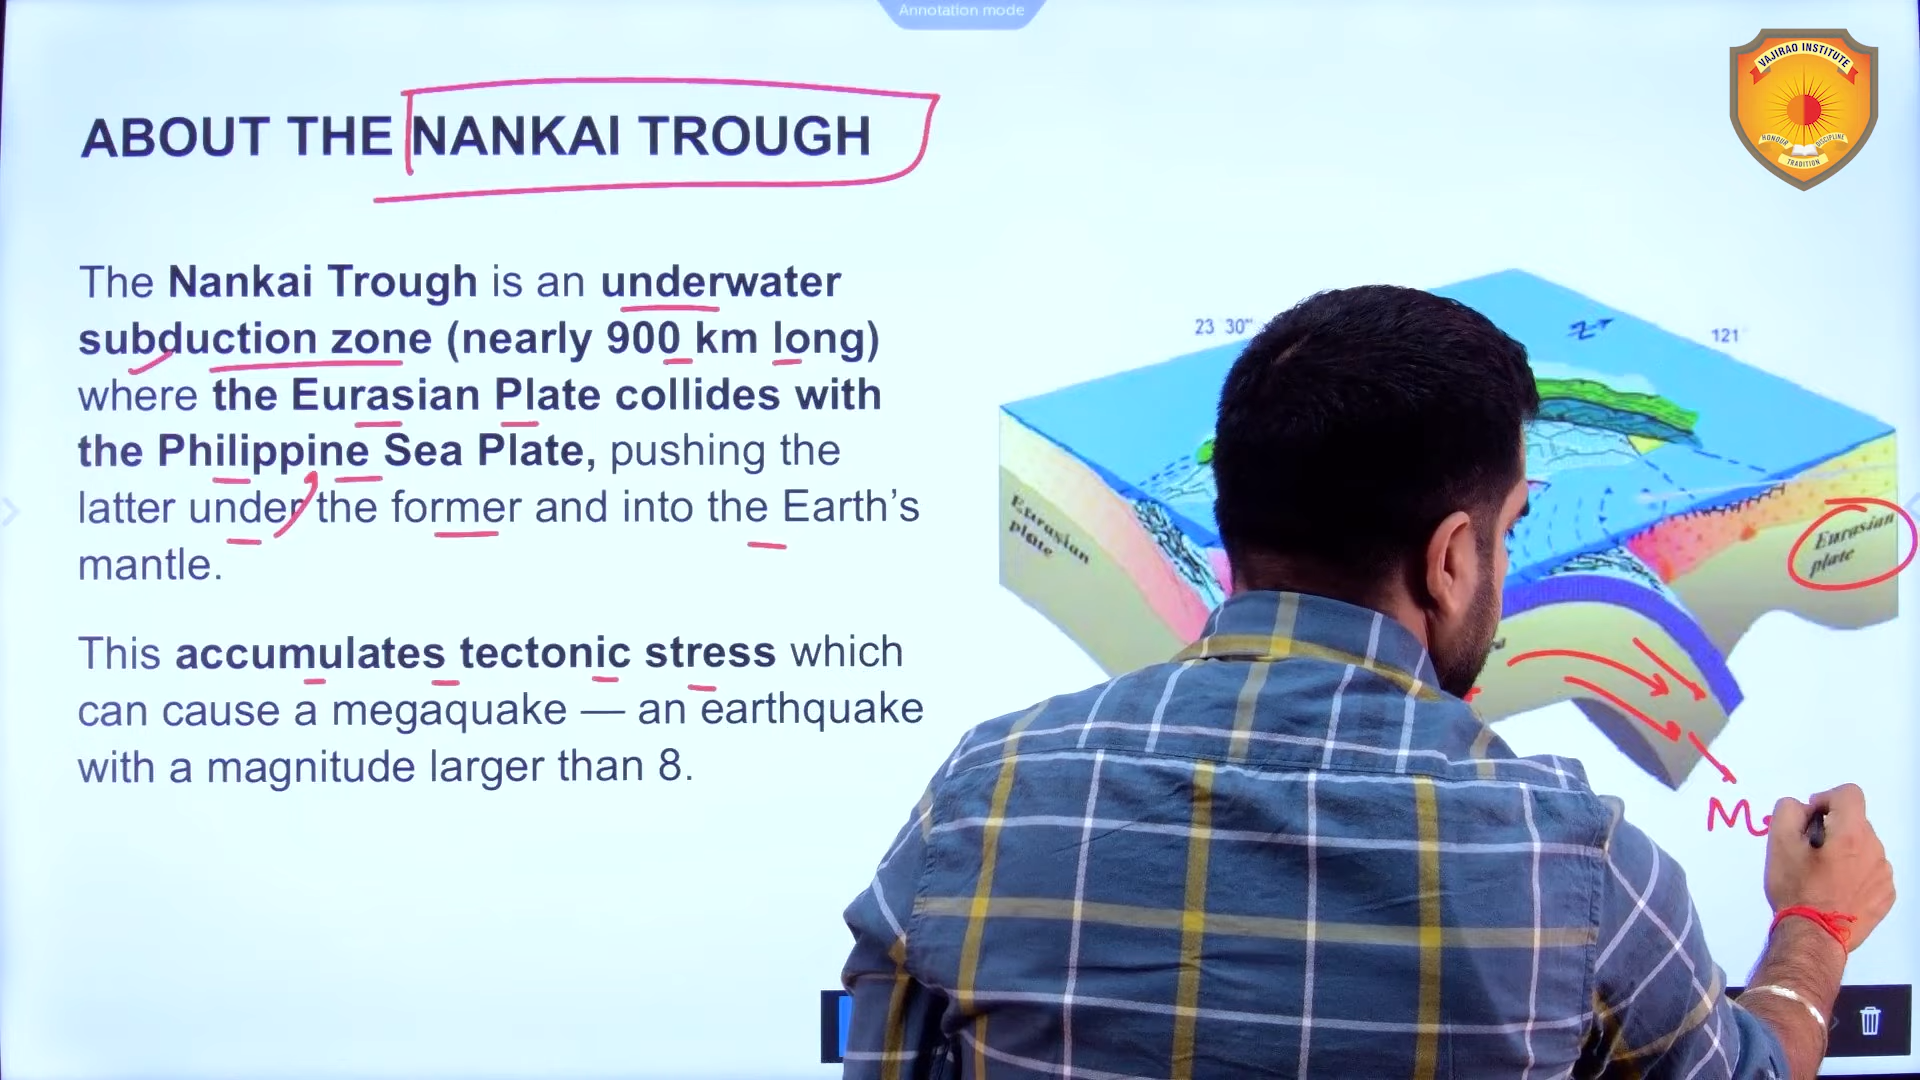 Annotation mode
VAJIRAO INSTITUTE
HONOUR
DISCIPLINE
TRADITION
ABOUT THE NANKAI TROUGH
The Nankai Trough is an underwater
subduction zone (nearly 900 km long)
where the Eurasian Plate collides with
the Philippine Sea Plate, pushing the
latter under the former and into the Earth’s
mantle.
This accumulates tectonic stress which
can cause a megaquake — an earthquake
with a magnitude larger than 8.
23 30"
121
Eurasian
plate
Eurasian
plate